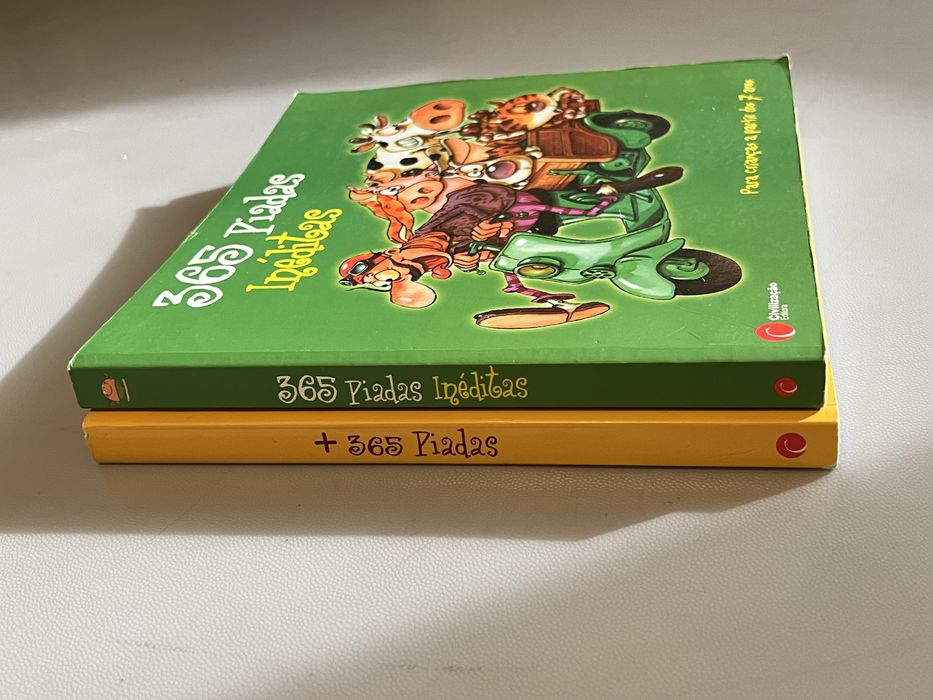 365 Piadas
Inéditas
Para crianças a partir dos 7 anos
Civilização
Editora
365 Piadas Inéditas
+ 365 Piadas